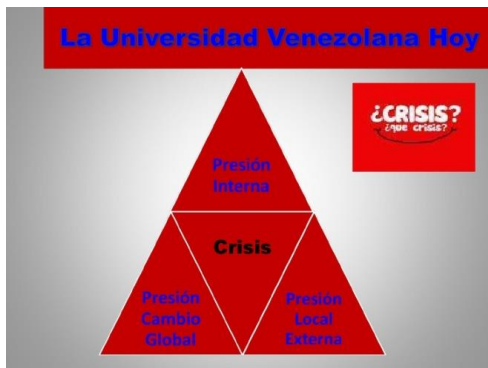 La Universidad Venezolana Hoy
¿CRISIS?
¿que crisis?
Presión
Interna
Crisis
Presión
Cambio
Global
Presión
Local
Externa